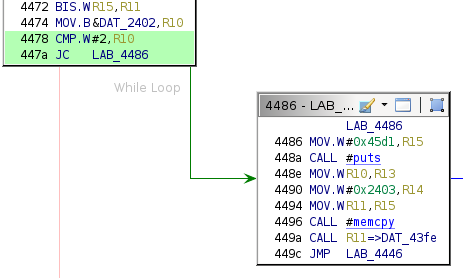 4472 BIS.W R15,R11
4474 MOV.B &DAT_2402,R10
4478 CMP.W #2,R10
447a JC LAB_4486
While Loop
4486 - LAB_...
LAB_4486
4486 MOV.W #0x45d1,R15
448a CALL #puts
448e MOV.W R10,R13
4490 MOV.W #0x2403,R14
4494 MOV.W R11,R15
4496 CALL #memcpy
449a CALL R11=>DAT_43fe
449c JMP LAB_4446